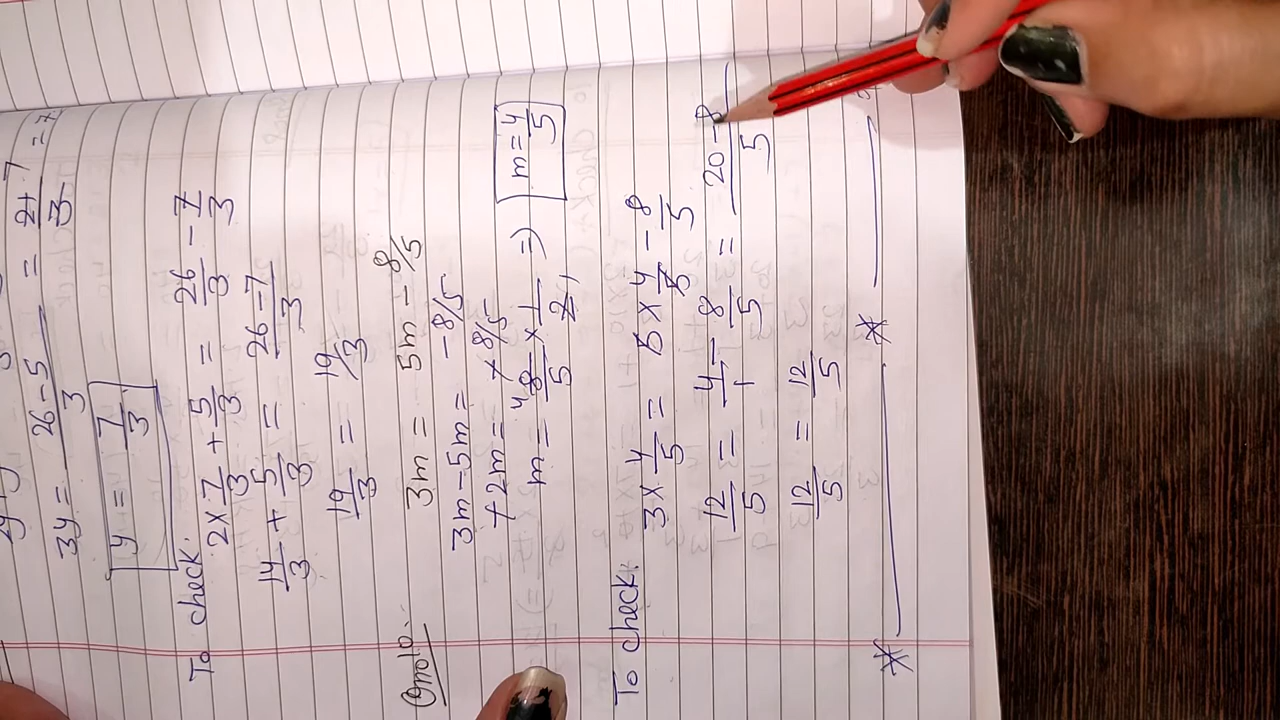 3y = 26-5/3 = 21/3 = 7
y = 7/3
To check:
2×7/3 + 5/3 = 26/3 - 7/3
14/3 + 5/3 = 26-7/3
19/3 = 19/3
Qno10. 3m = 5m - 8/5
3m - 5m = - 8/5
+2m = + 8/5
m = 8/5 × 1/2 ⇒ m = 4/5
To check:
3×4/5 = 5×4/5 - 8/5
12/5 = 4/1 - 8/5 = 20-8/5
12/5 = 12/5